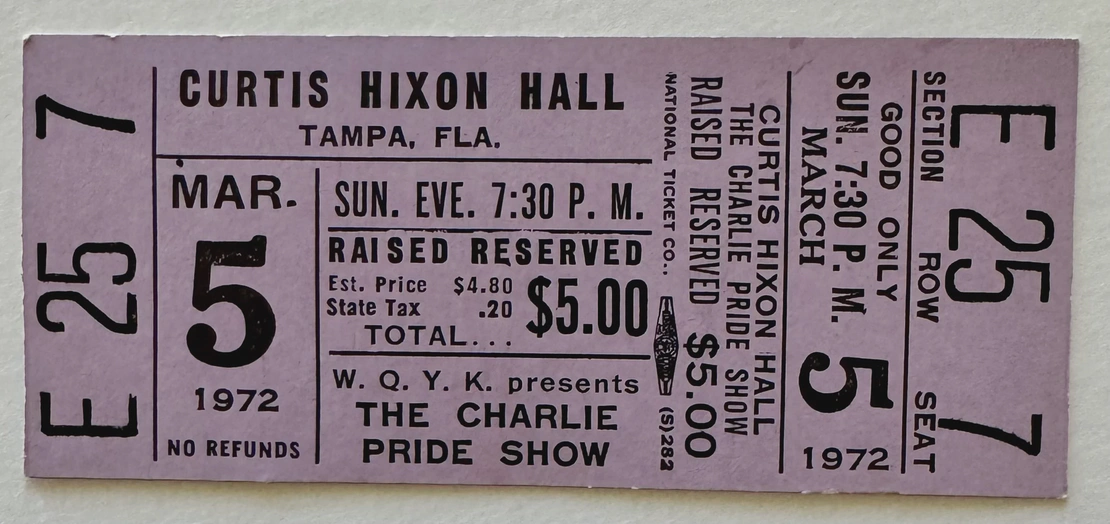 E 25 7
CURTIS HIXON HALL
TAMPA, FLA.
MAR.
5
1972
NO REFUNDS
SUN. EVE. 7:30 P. M.
RAISED RESERVED
Est. Price $4.80
State Tax .20
TOTAL...
$5.00
W. Q. Y. K. presents
THE CHARLIE
PRIDE SHOW
NATIONAL TICKET CO., (S)282
CURTIS HIXON HALL
THE CHARLIE PRIDE SHOW
RAISED RESERVED $5.00
GOOD ONLY
SUN. 7:30 P. M.
MARCH
5
1972
E 25 7
SECTION ROW SEAT